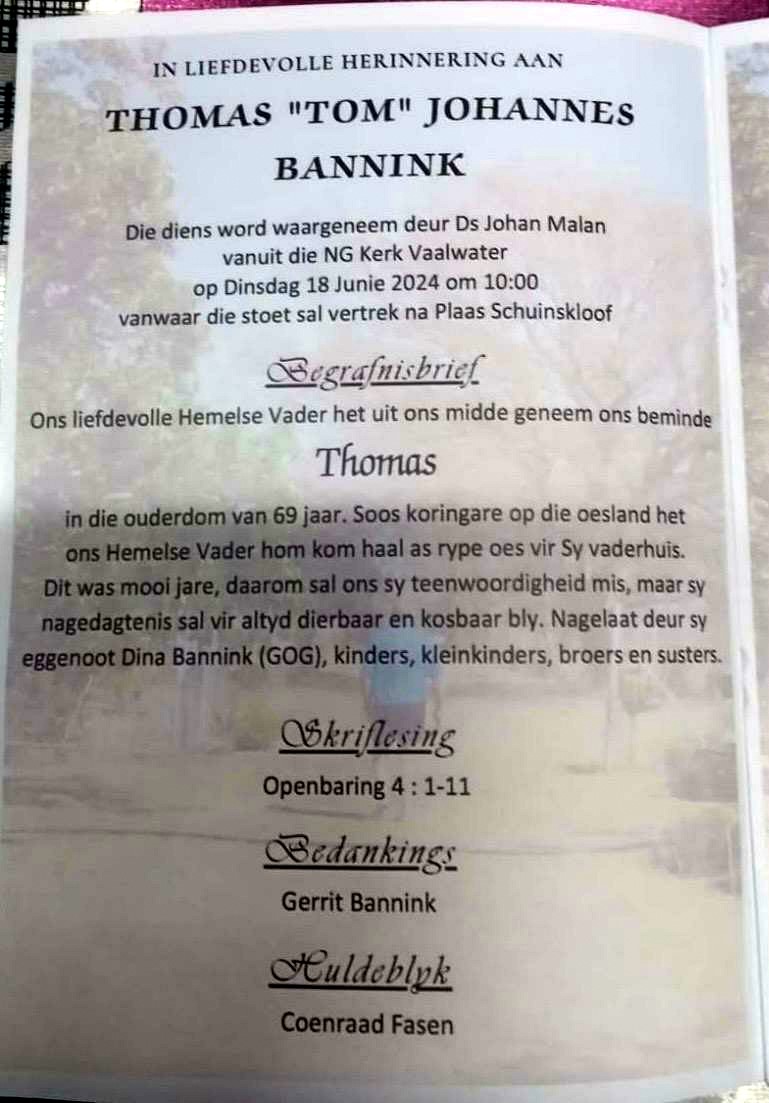 IN LIEFDEVOLLE HERINNERING AAN
THOMAS "TOM" JOHANNES
BANNINK
Die diens word waargeneem deur Ds Johan Malan
vanuit die NG Kerk Vaalwater
op Dinsdag 18 Junie 2024 om 10:00
vanwaar die stoet sal vertrek na Plaas Schuinskloof
Begrafnisbrief
Ons liefdevolle Hemelse Vader het uit ons midde geneem ons beminde
Thomas
in die ouderdom van 69 jaar. Soos koringare op die oesland het
ons Hemelse Vader hom kom haal as rype oes vir Sy vaderhuis.
Dit was mooi jare, daarom sal ons sy teenwoordigheid mis, maar sy
nagedagtenis sal vir altyd dierbaar en kosbaar bly. Nagelaat deur sy
eggenoot Dina Bannink (GOG), kinders, kleinkinders, broers en susters.
Skriflesing
Openbaring 4 : 1-11
Bedankings
Gerrit Bannink
Huldeblyk
Coenraad Fasen